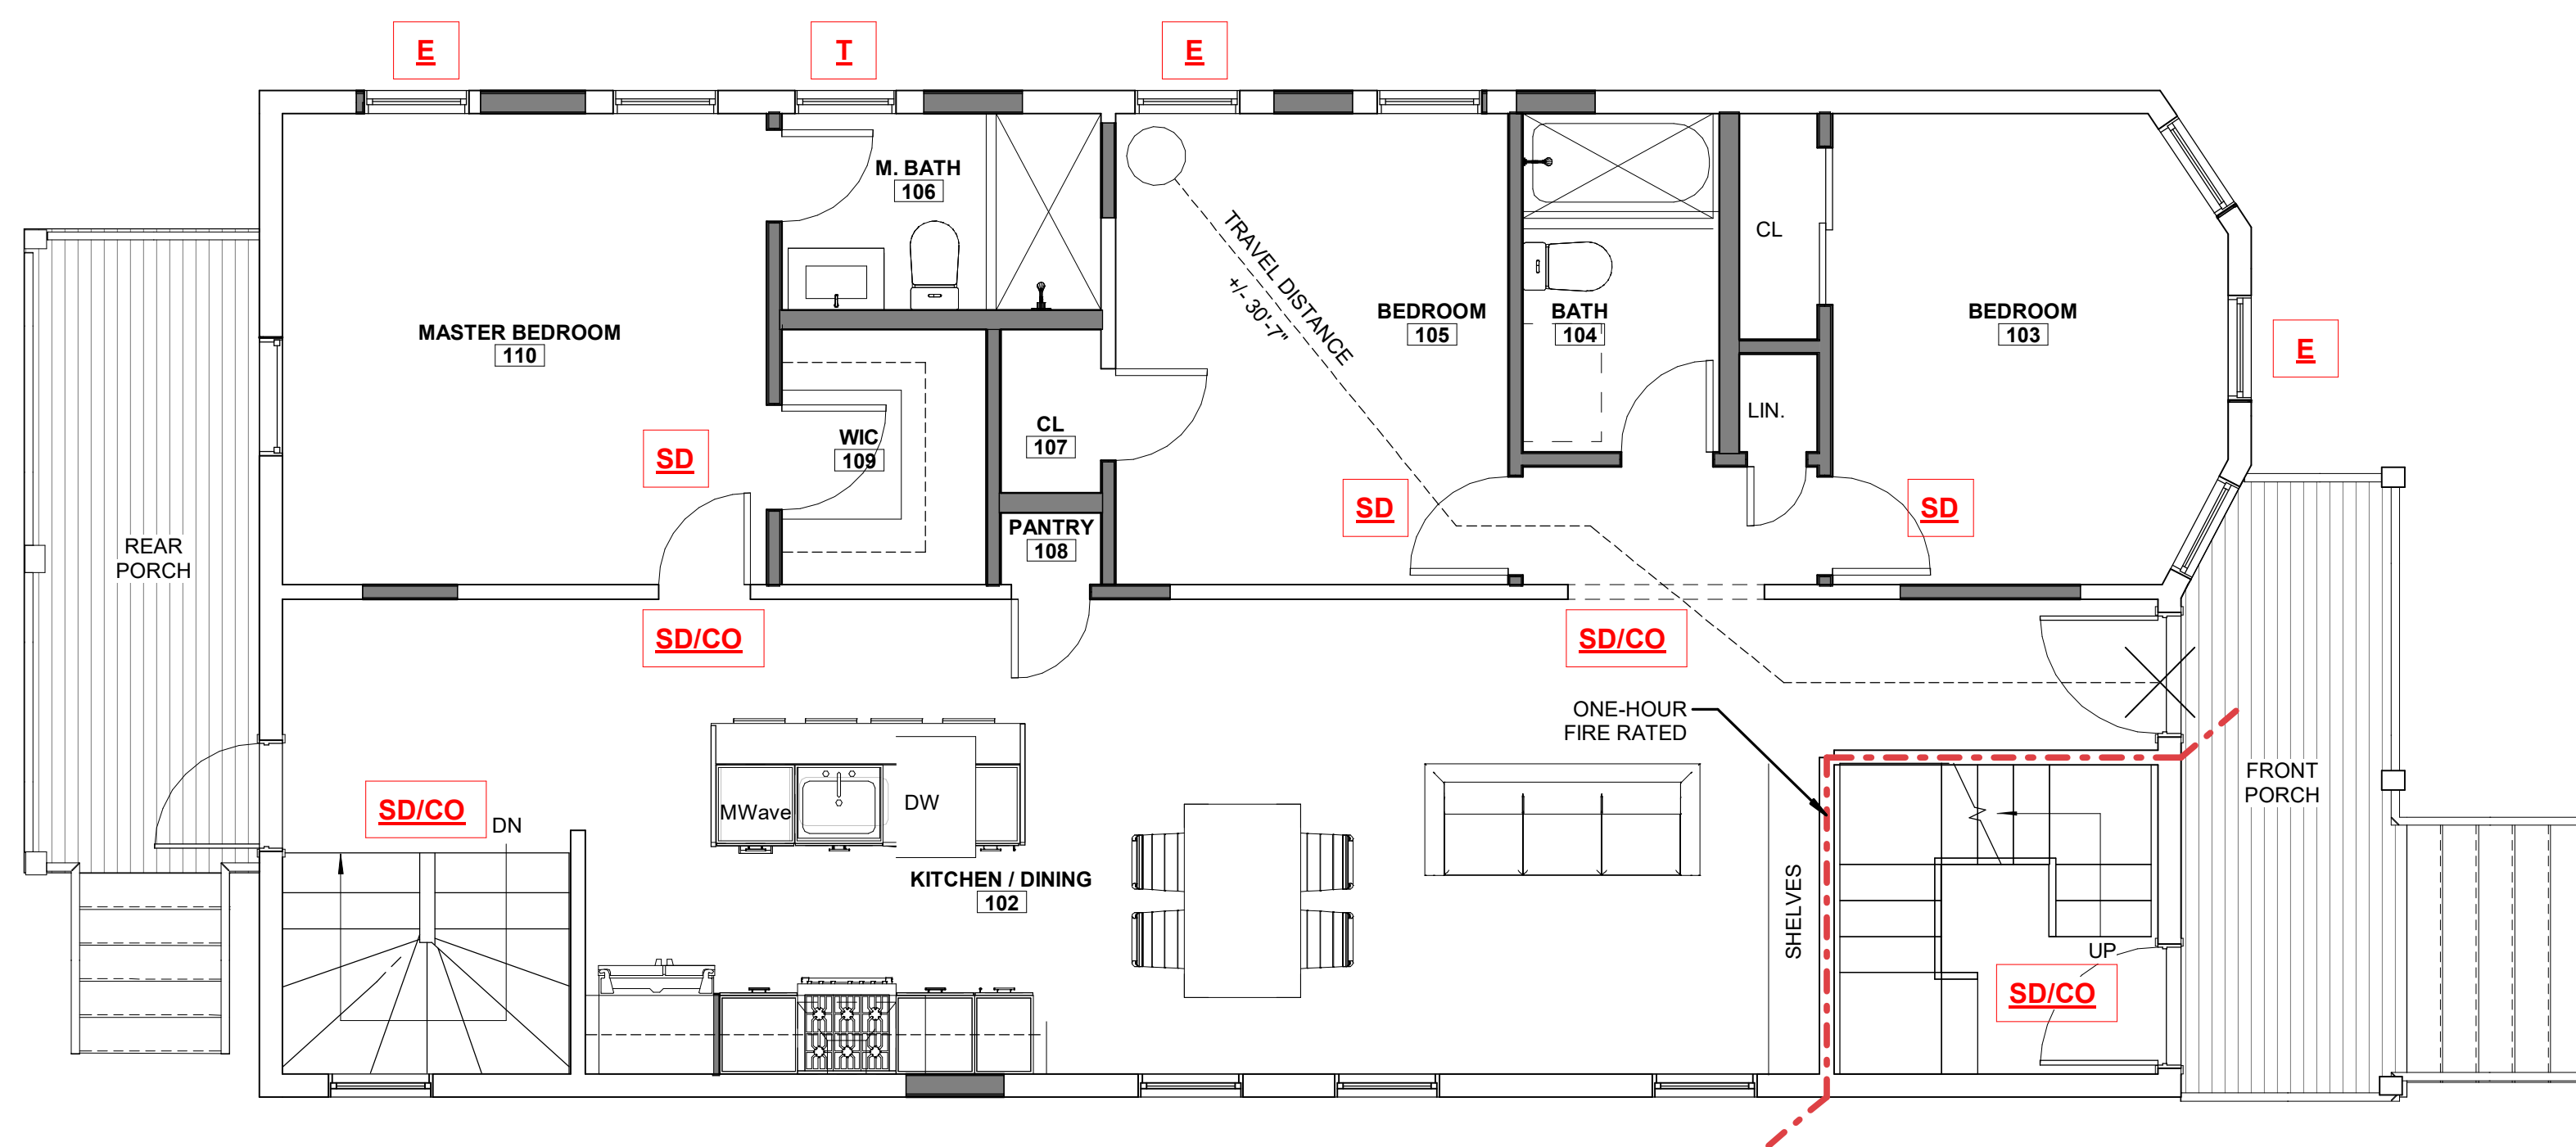 E
T
E
M. BATH
106
TRAVEL DISTANCE
+/- 30'-7"
CL
MASTER BEDROOM
110
BEDROOM
105
BATH
104
BEDROOM
103
E
SD
WIC
109
CL
107
LIN.
SD
SD
PANTRY
108
REAR
PORCH
SD/CO
SD/CO
ONE-HOUR
FIRE RATED
SD/CO
DN
MWave
DW
FRONT
PORCH
KITCHEN / DINING
102
SHELVES
UP
SD/CO